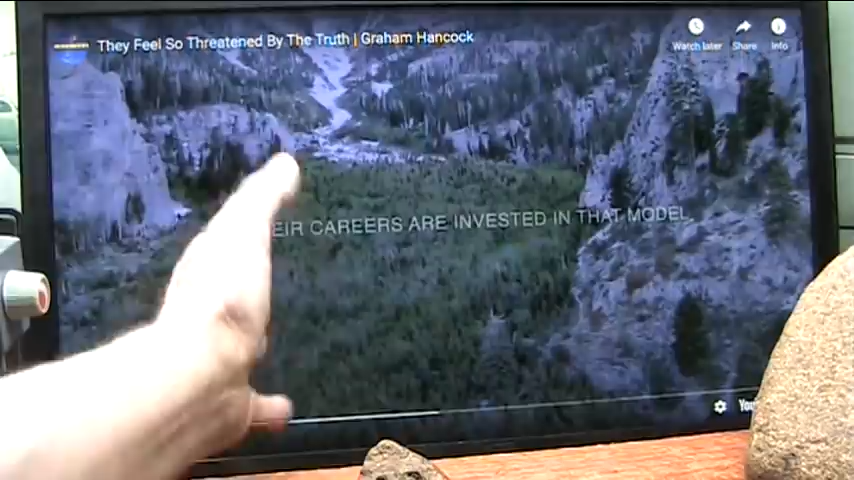 They Feel So Threatened By The Truth | Graham Hancock
Watch later
Share
Info
CAREERS ARE INVESTED IN THAT MODEL